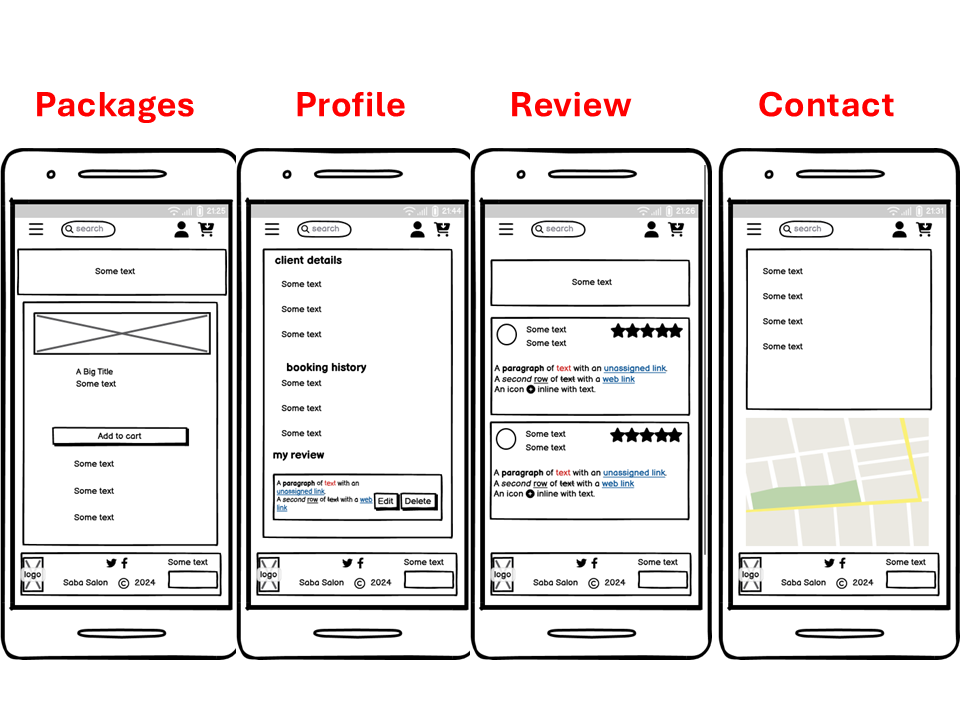 Packages
Profile
Review
Contact
21:25
search
Some text
A Big Title
Some text
Add to cart
Some text
Some text
Some text
logo
Some text
Saba Salon © 2024
21:44
search
client details
Some text
Some text
Some text
booking history
Some text
Some text
Some text
my review
A paragraph of text with an
unassigned link.
A second row of text with a web
link
Edit
Delete
logo
Some text
Saba Salon © 2024
21:26
search
Some text
Some text
Some text
A paragraph of text with an unassigned link.
A second row of text with a web link
An icon inline with text.
Some text
Some text
A paragraph of text with an unassigned link.
A second row of text with a web link
An icon inline with text.
logo
Some text
Saba Salon © 2024
21:31
search
Some text
Some text
Some text
Some text
logo
Some text
Saba Salon © 2024